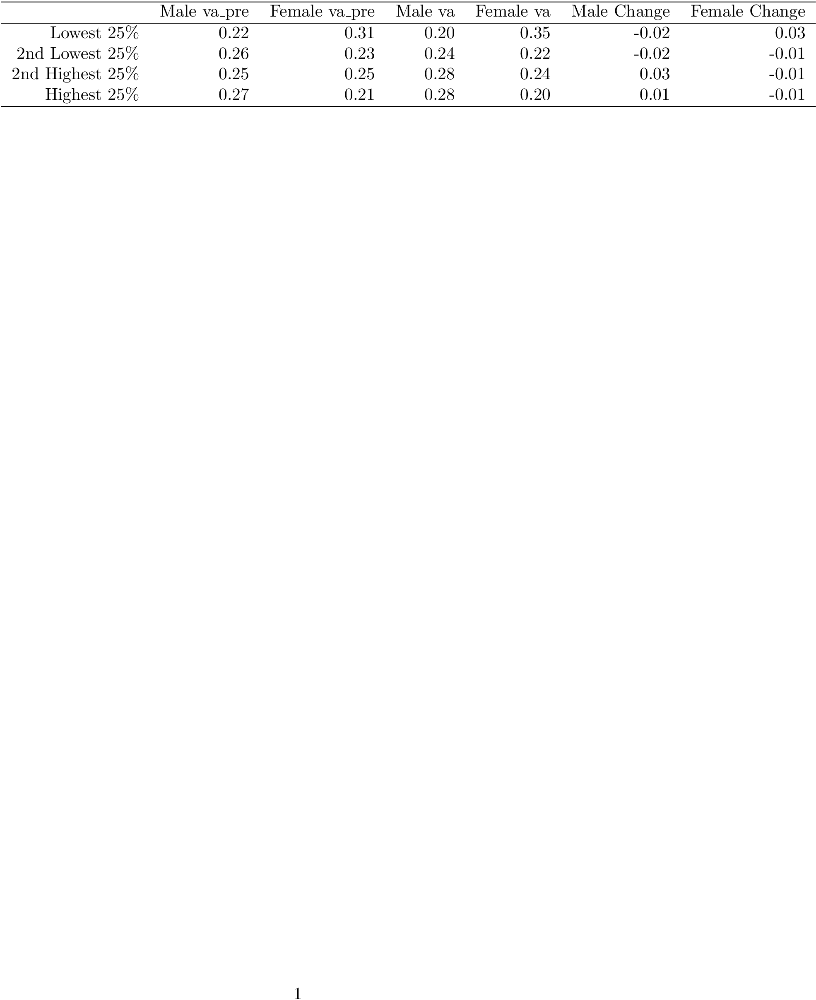 Male va_pre Female va_pre Male va Female va Male Change Female Change
Lowest 25% 0.22 0.31 0.20 0.35 -0.02 0.03
2nd Lowest 25% 0.26 0.23 0.24 0.22 -0.02 -0.01
2nd Highest 25% 0.25 0.25 0.28 0.24 0.03 -0.01
Highest 25% 0.27 0.21 0.28 0.20 0.01 -0.01
1